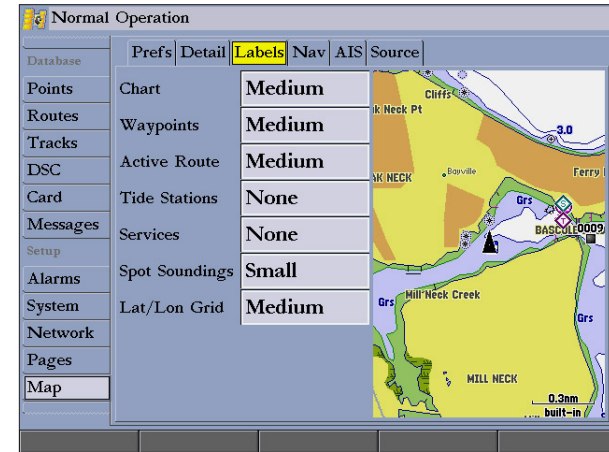 Normal Operation
Prefs Detail Labels Nav AIS Source
Database
Points
Routes
Tracks
DSC
Card
Messages
Setup
Alarms
System
Network
Pages
Map
Chart Medium
Waypoints Medium
Active Route Medium
Tide Stations None
Services None
Spot Soundings Small
Lat/Lon Grid Medium
Cliffs
k Neck Pt
3.0
AK NECK
Bayville
Ferry
Grs
S
T
BASCULE
0009
Grs
Mill Neck Creek
Grs
MILL NECK
0.3nm
built-in